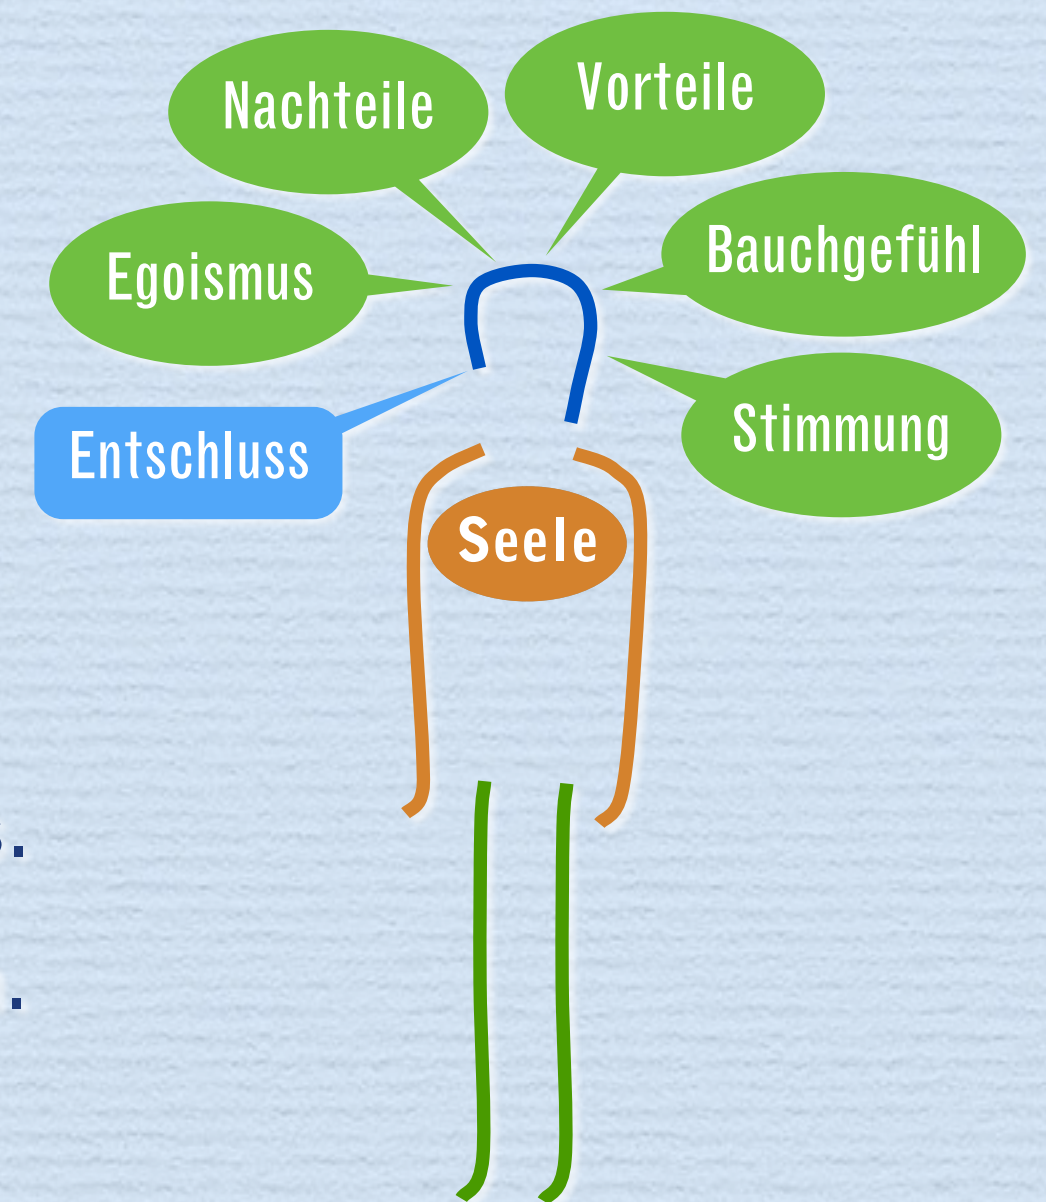 Nachteile
Vorteile
Egoismus
Bauchgefühl
Entschluss
Stimmung
Seele